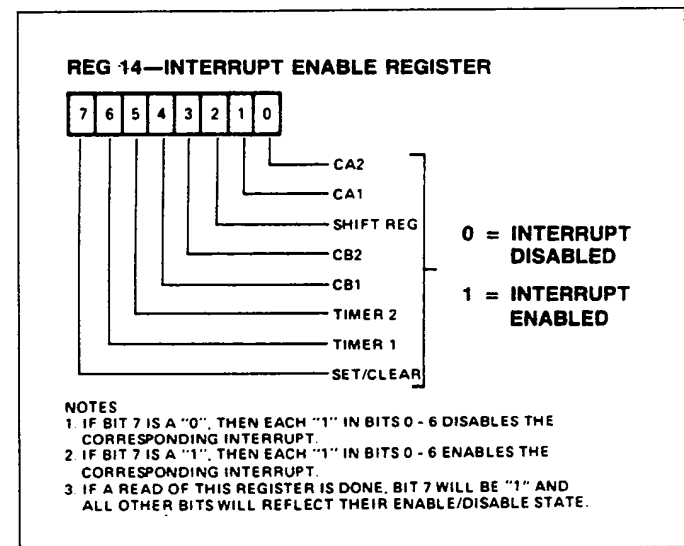 REG 14—INTERRUPT ENABLE REGISTER
7 6 5 4 3 2 1 0
CA2
CA1
SHIFT REG
CB2
CB1
TIMER 2
TIMER 1
SET/CLEAR
0 = INTERRUPT
DISABLED
1 = INTERRUPT
ENABLED
NOTES
1. IF BIT 7 IS A "0", THEN EACH "1" IN BITS 0 - 6 DISABLES THE
CORRESPONDING INTERRUPT.
2. IF BIT 7 IS A "1", THEN EACH "1" IN BITS 0 - 6 ENABLES THE
CORRESPONDING INTERRUPT.
3. IF A READ OF THIS REGISTER IS DONE, BIT 7 WILL BE "1" AND
ALL OTHER BITS WILL REFLECT THEIR ENABLE/DISABLE STATE.